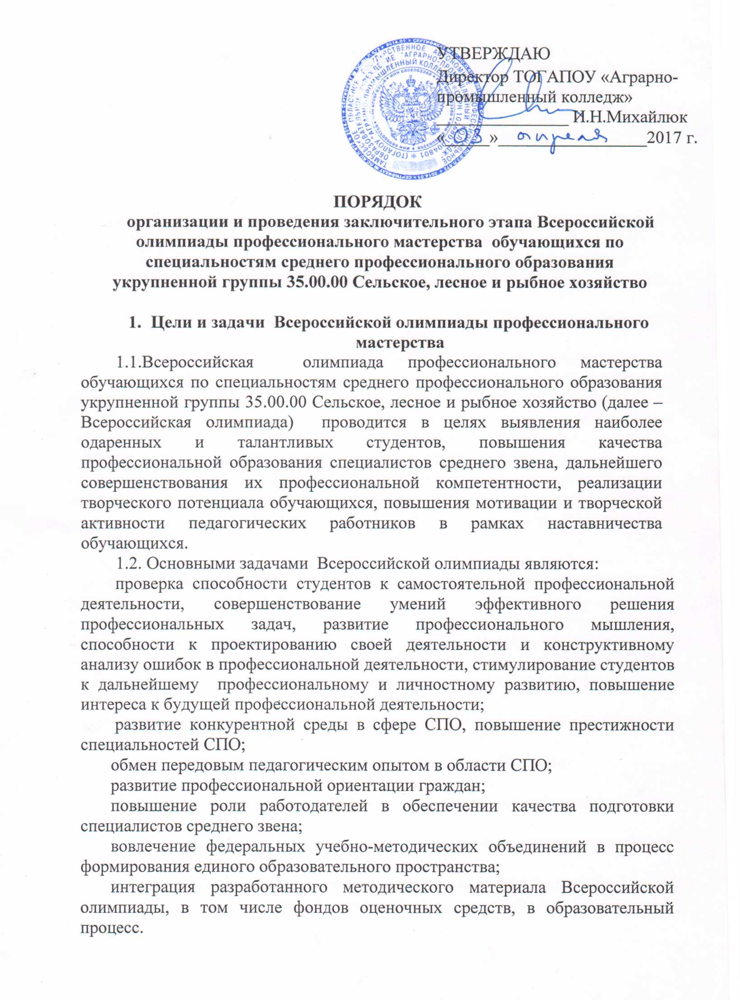 УТВЕРЖДАЮ
Директор ТОГАПОУ «Аграрно-
промышленный колледж»
И.Н.Михайлюк
«03» апреля 2017 г.
ПОРЯДОК
организации и проведения заключительного этапа Всероссийской
олимпиады профессионального мастерства обучающихся по
специальностям среднего профессионального образования
укрупненной группы 35.00.00 Сельское, лесное и рыбное хозяйство
1. Цели и задачи Всероссийской олимпиады профессионального
мастерства
1.1.Всероссийская олимпиада профессионального мастерства
обучающихся по специальностям среднего профессионального образования
укрупненной группы 35.00.00 Сельское, лесное и рыбное хозяйство (далее –
Всероссийская олимпиада) проводится в целях выявления наиболее
одаренных и талантливых студентов, повышения качества
профессиональной образования специалистов среднего звена, дальнейшего
совершенствования их профессиональной компетентности, реализации
творческого потенциала обучающихся, повышения мотивации и творческой
активности педагогических работников в рамках наставничества
обучающихся.
1.2. Основными задачами Всероссийской олимпиады являются:
проверка способности студентов к самостоятельной профессиональной
деятельности, совершенствование умений эффективного решения
профессиональных задач, развитие профессионального мышления,
способности к проектированию своей деятельности и конструктивному
анализу ошибок в профессиональной деятельности, стимулирование студентов
к дальнейшему профессиональному и личностному развитию, повышение
интереса к будущей профессиональной деятельности;
развитие конкурентной среды в сфере СПО, повышение престижности
специальностей СПО;
обмен передовым педагогическим опытом в области СПО;
развитие профессиональной ориентации граждан;
повышение роли работодателей в обеспечении качества подготовки
специалистов среднего звена;
вовлечение федеральных учебно-методических объединений в процесс
формирования единого образовательного пространства;
интеграция разработанного методического материала Всероссийской
олимпиады, в том числе фондов оценочных средств, в образовательный
процесс.